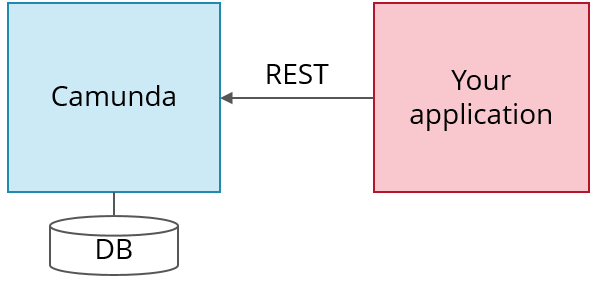 Camunda
REST
Your
application
DB